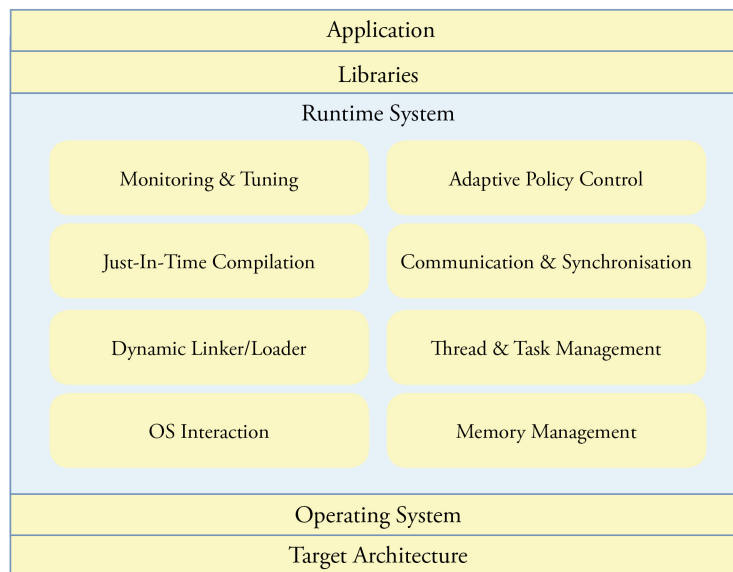 Application
Libraries
Runtime System
Monitoring & Tuning
Adaptive Policy Control
Just-In-Time Compilation
Communication & Synchronisation
Dynamic Linker/Loader
Thread & Task Management
OS Interaction
Memory Management
Operating System
Target Architecture